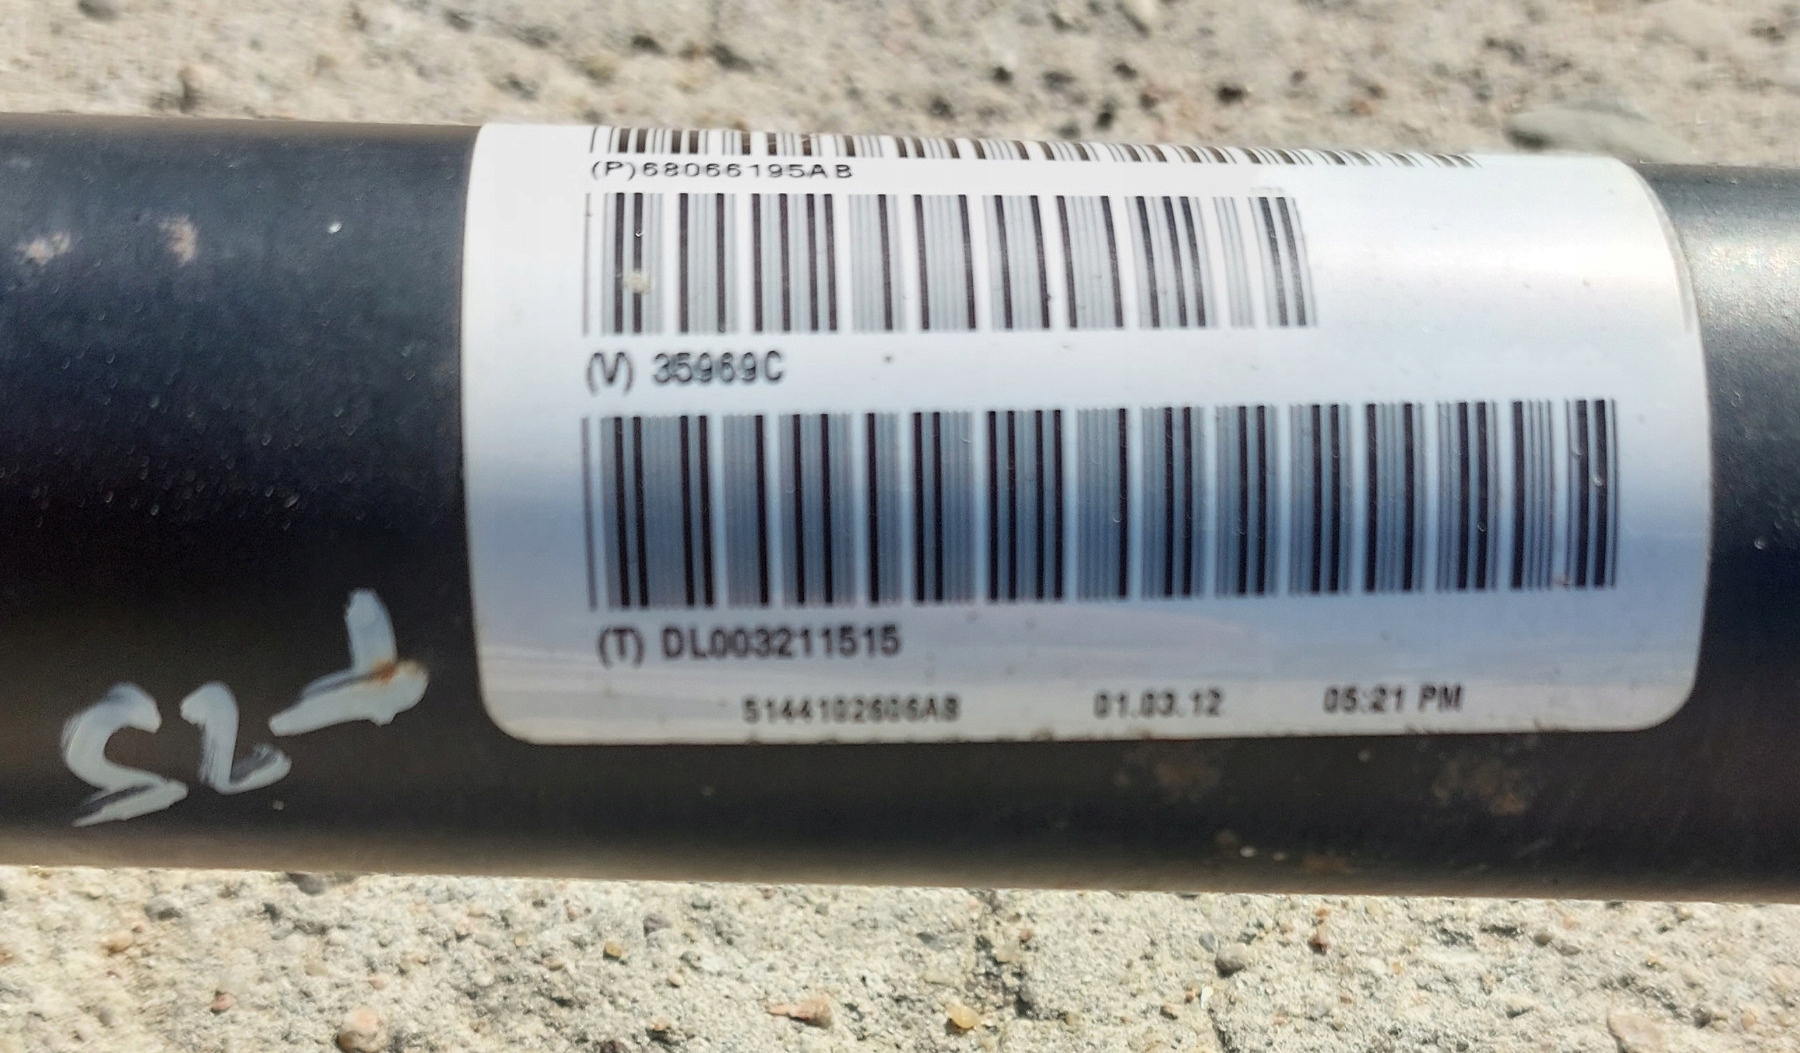 (P)68066195AB
(V) 35969C
(T) DL003211515
5144102606AB 01.03.12 05:21 PM